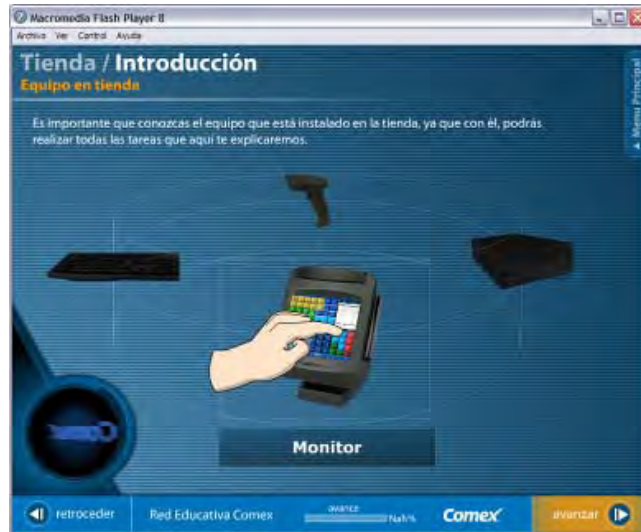 Macromedia Flash Player 8
Archivo Ver Control Ayuda
Tienda / Introducción
Equipo en tienda
Menu Principal
Es importante que conozcas el equipo que está instalado en la tienda, ya que con él, podrás
realizar todas las tareas que aquí te explicaremos.
Monitor
retroceder
Red Educativa Comex
avance
NaN%
Comex
avanzar